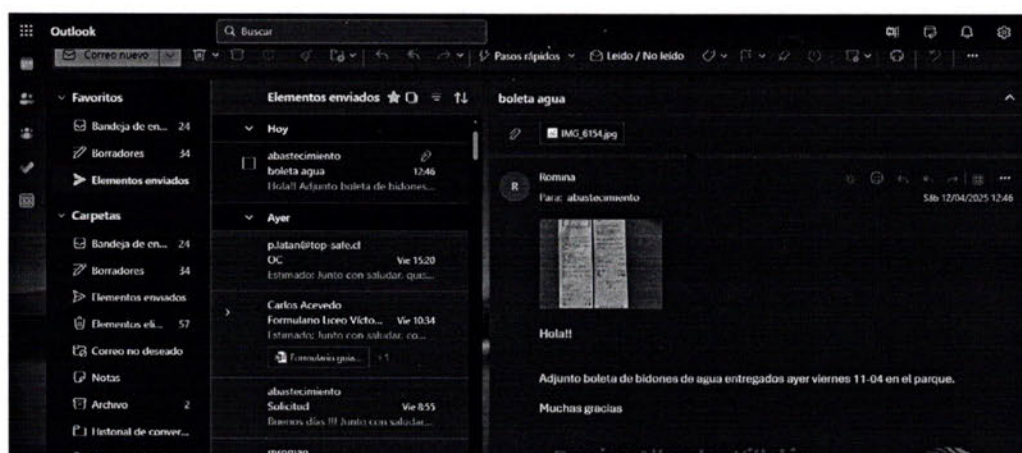 Outlook
Buscar
Correo nuevo
Pasos rápidos
Leído / No leído
Favoritos
Bandeja de en... 24
Borradores 34
Elementos enviados
Carpetas
Bandeja de en... 24
Borradores 34
Elementos enviados
Elementos eli... 57
Correo no deseado
Notas
Archivo 2
Historial de conver...
Elementos enviados
Hoy
abastecimiento
boleta agua 12:46
Hola!! Adjunto boleta de bidones...
Ayer
p.latan@top-safe.cl
OC Vie 15:20
Estimado: Junto con saludar, quis...
Carlos Acevedo
Formulario Liceo Vícto... Vie 10:34
Estimado: Junto con saludar, co...
Formulario guia... +1
abastecimiento
Solicitud Vie 8:55
Buenos días !!! Junto con saludar...
boleta agua
IMG_6154.jpg
R
Romina
Para: abastecimiento
Sáb 12/04/2025 12:46
Hola!!
Adjunto boleta de bidones de agua entregados ayer viernes 11-04 en el parque.
Muchas gracias